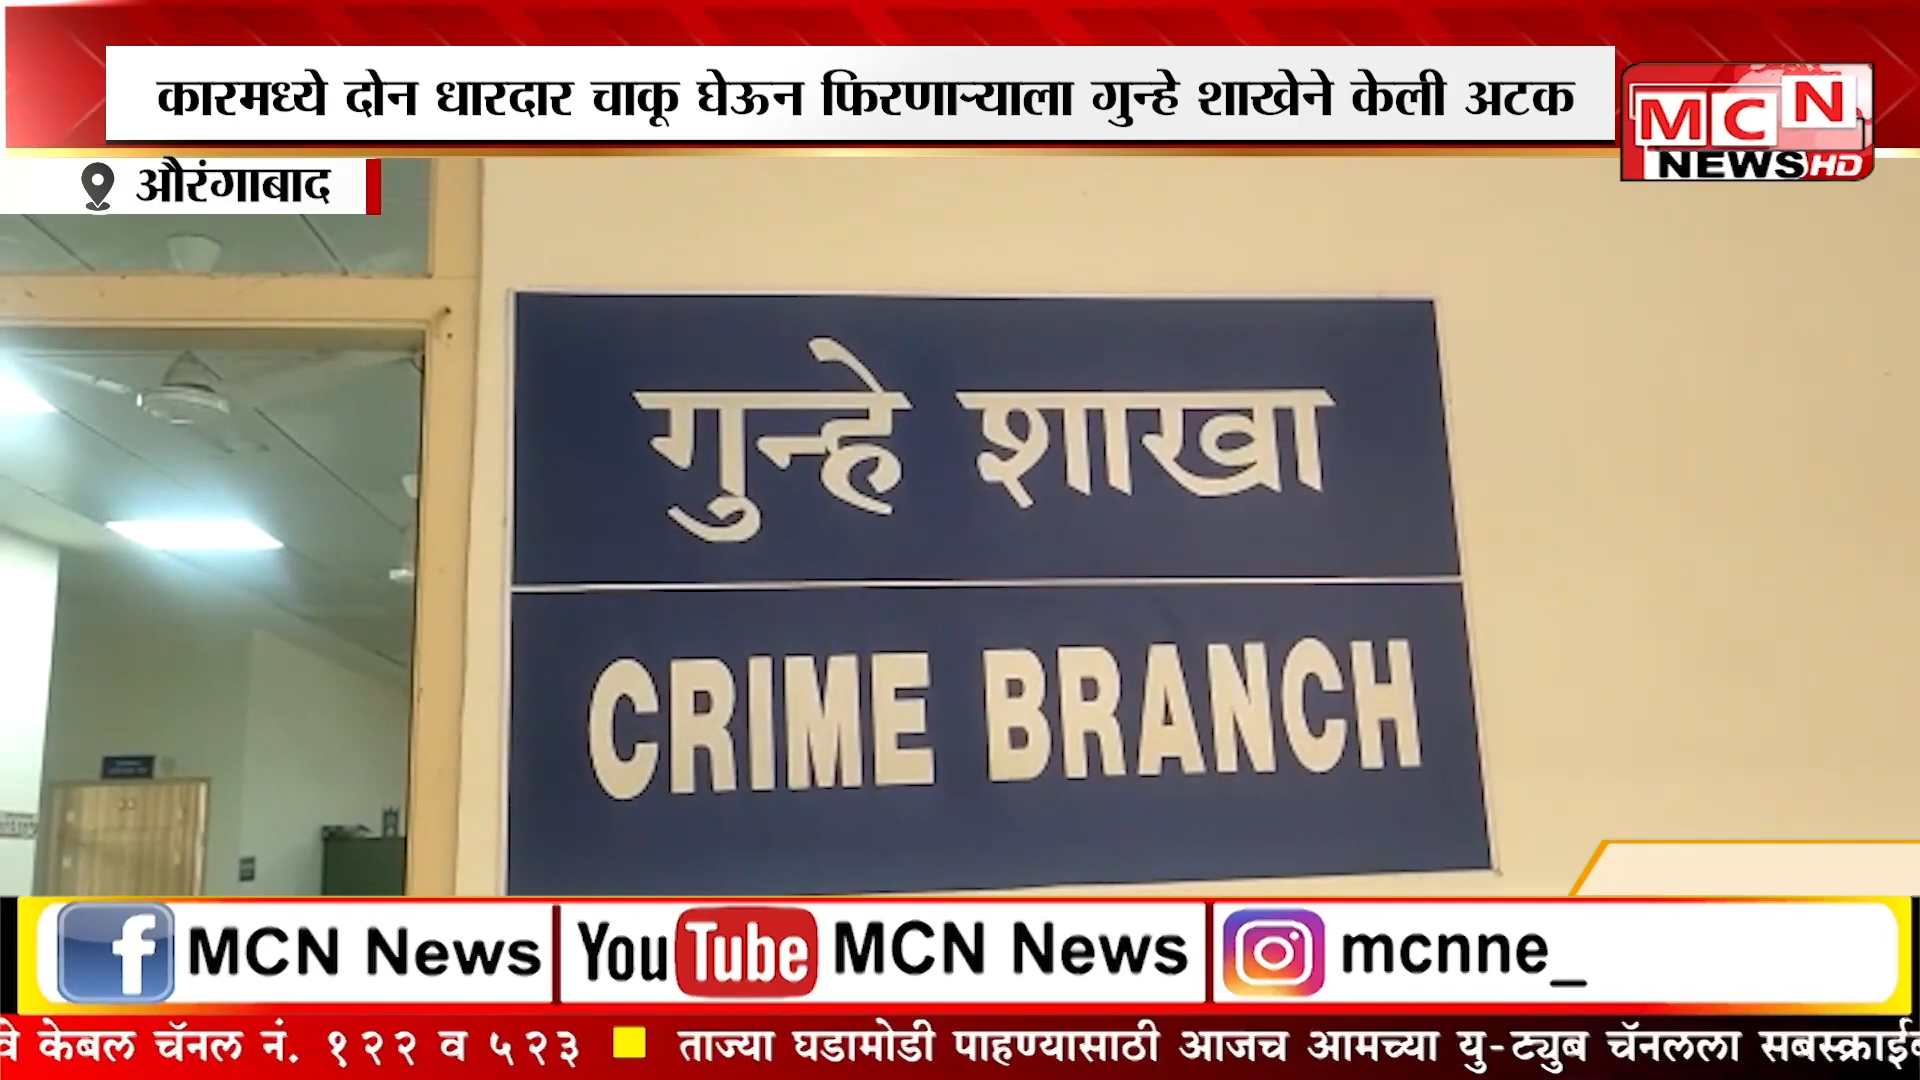 कारमध्ये दोन धारदार चाकू घेऊन फिरणाऱ्याला गुन्हे शाखेने केली अटक
MCN
NEWS HD
औरंगाबाद
गुन्हे शाखा
CRIME BRANCH
f MCN News YouTube MCN News mcnne_
वे केबल चॅनल नं. १२२ व ५२३ ताज्या घडामोडी पाहण्यासाठी आजच आमच्या यु-ट्युब चॅनलला